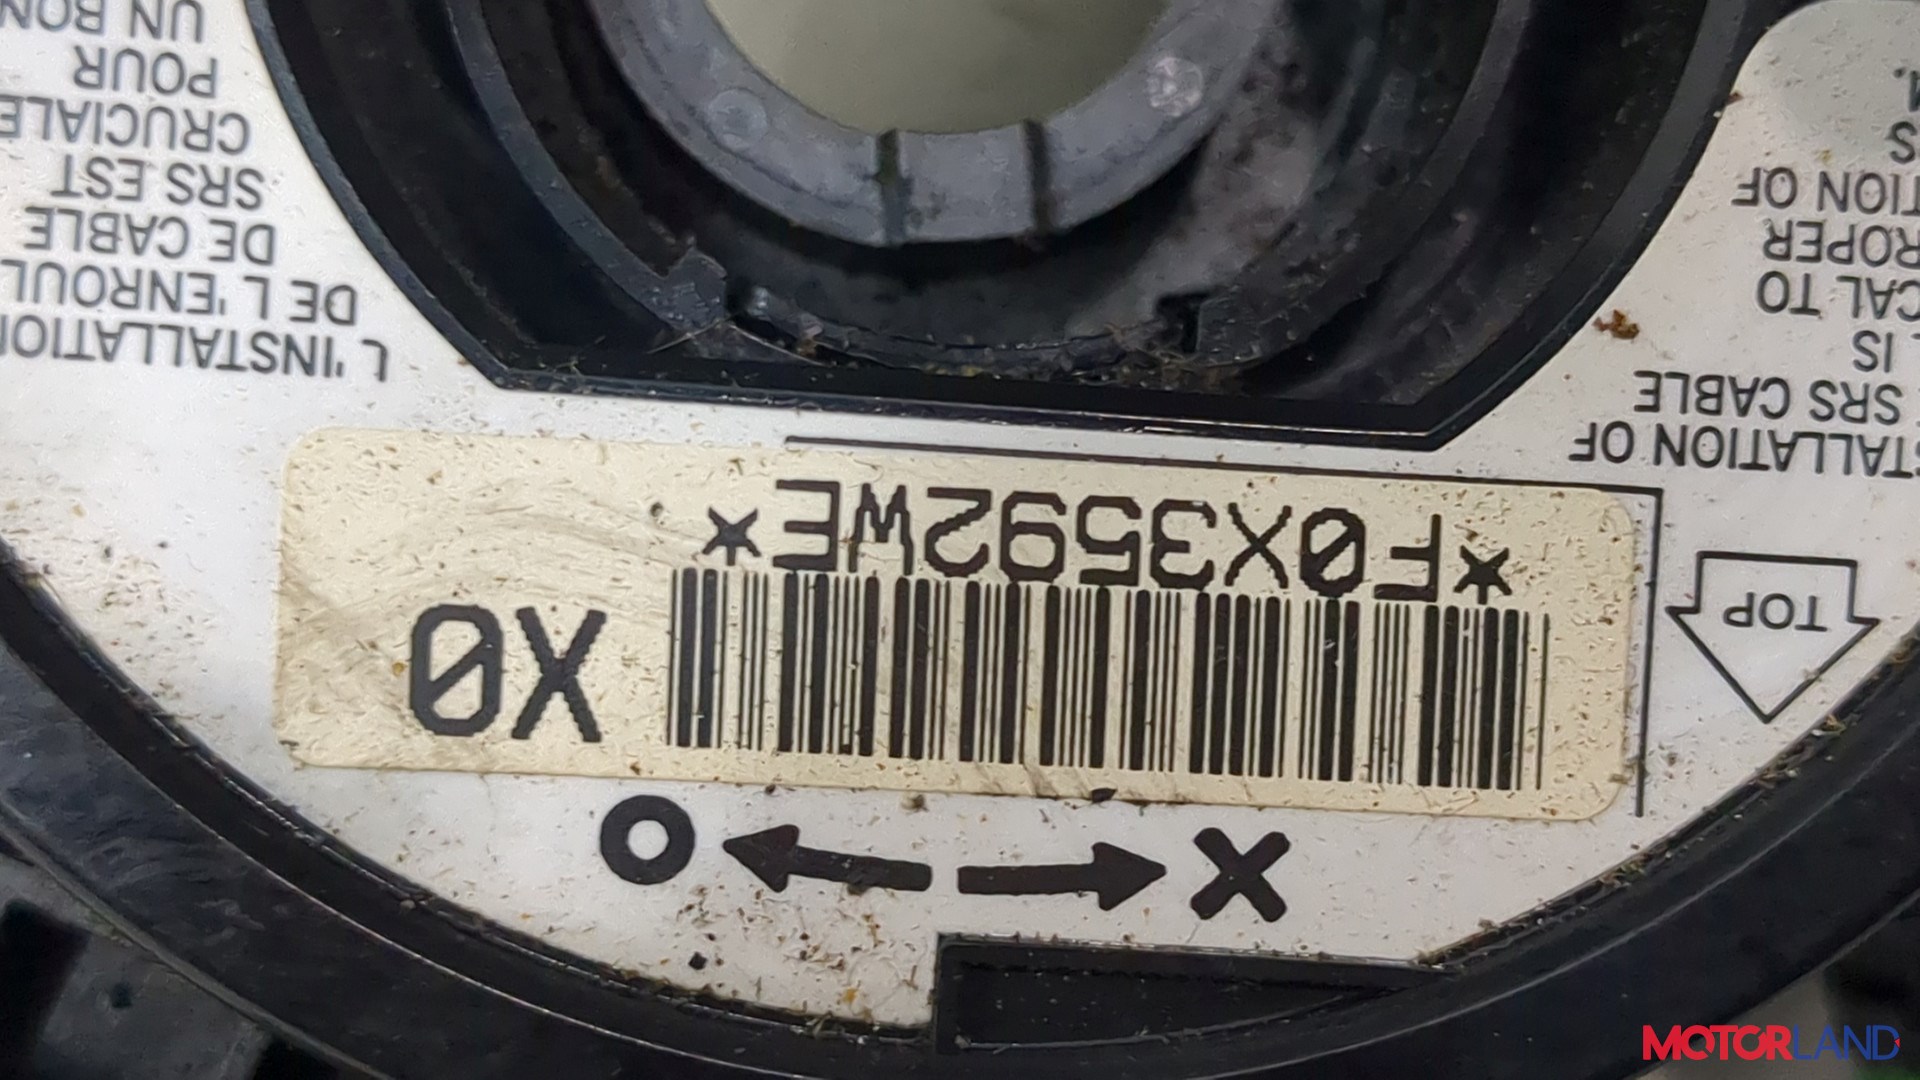 X O
*F0X3592WE*
X0
TOP
STALLATION OF
SRS CABLE
IS
CAL TO
ROPER
TION OF
S
L'INSTALLATION
DE L'ENROUL
DE CABLE
SRS EST
CRUCIALE
POUR
UN BON
MOTORLAND